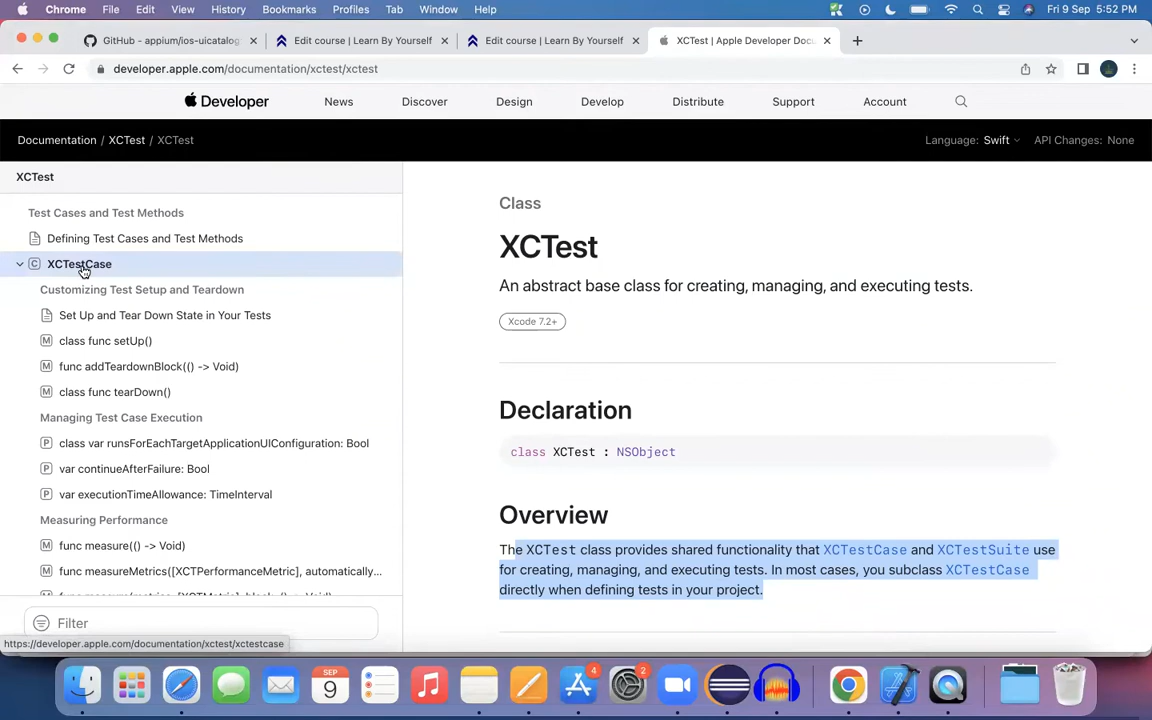 Chrome File Edit View History Bookmarks Profiles Tab Window Help Fri 9 Sep 5:52 PM
GitHub - appium/ios-uicatalog Edit course | Learn By Yourself Edit course | Learn By Yourself XCTest | Apple Developer Docu
developer.apple.com/documentation/xctest/xctest
Developer News Discover Design Develop Distribute Support Account
Documentation / XCTest / XCTest Language: Swift API Changes: None
XCTest
Test Cases and Test Methods
Defining Test Cases and Test Methods
C XCTestCase
Customizing Test Setup and Teardown
Set Up and Tear Down State in Your Tests
M class func setUp()
M func addTeardownBlock(() -> Void)
M class func tearDown()
Managing Test Case Execution
P class var runsForEachTargetApplicationUIConfiguration: Bool
P var continueAfterFailure: Bool
P var executionTimeAllowance: TimeInterval
Measuring Performance
M func measure(() -> Void)
M func measureMetrics([XCTPerformanceMetric], automatically...
Filter
https://developer.apple.com/documentation/xctest/xctestcase
Class
XCTest
An abstract base class for creating, managing, and executing tests.
Xcode 7.2+
Declaration
class XCTest : NSObject
Overview
The XCTest class provides shared functionality that XCTestCase and XCTestSuite use
for creating, managing, and executing tests. In most cases, you subclass XCTestCase
directly when defining tests in your project.
SEP
9
4
2